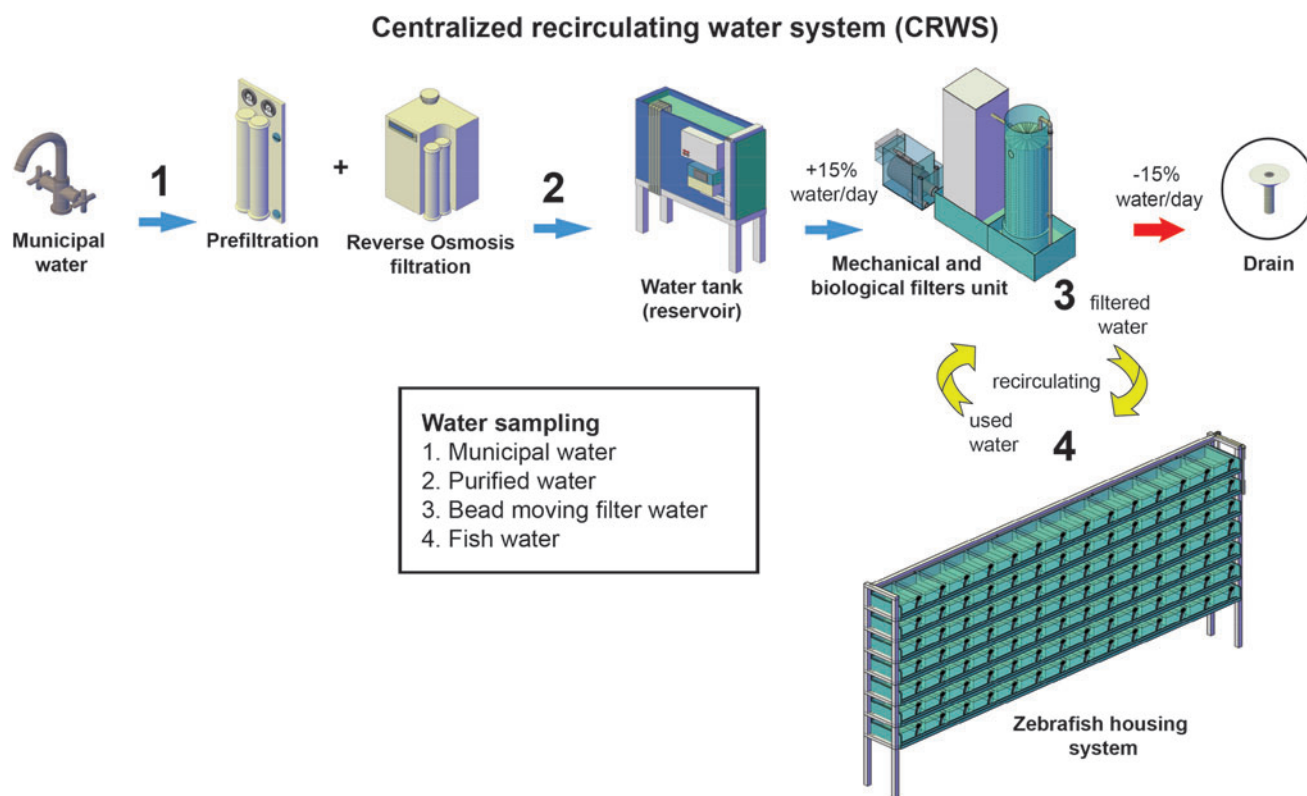 Centralized recirculating water system (CRWS)
1
+
2
+15%
water/day
-15%
water/day
Municipal
water
Prefiltration
Reverse Osmosis
filtration
Water tank
(reservoir)
Mechanical and
biological filters unit
Drain
3
filtered
water
recirculating
used
water
4
Water sampling
1. Municipal water
2. Purified water
3. Bead moving filter water
4. Fish water
Zebrafish housing
system